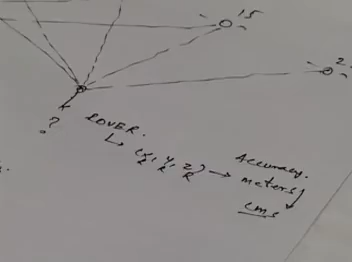 15
2
?
ROVER.
↳ (x, y, z) → meters
R R R
Accuracy.
cms